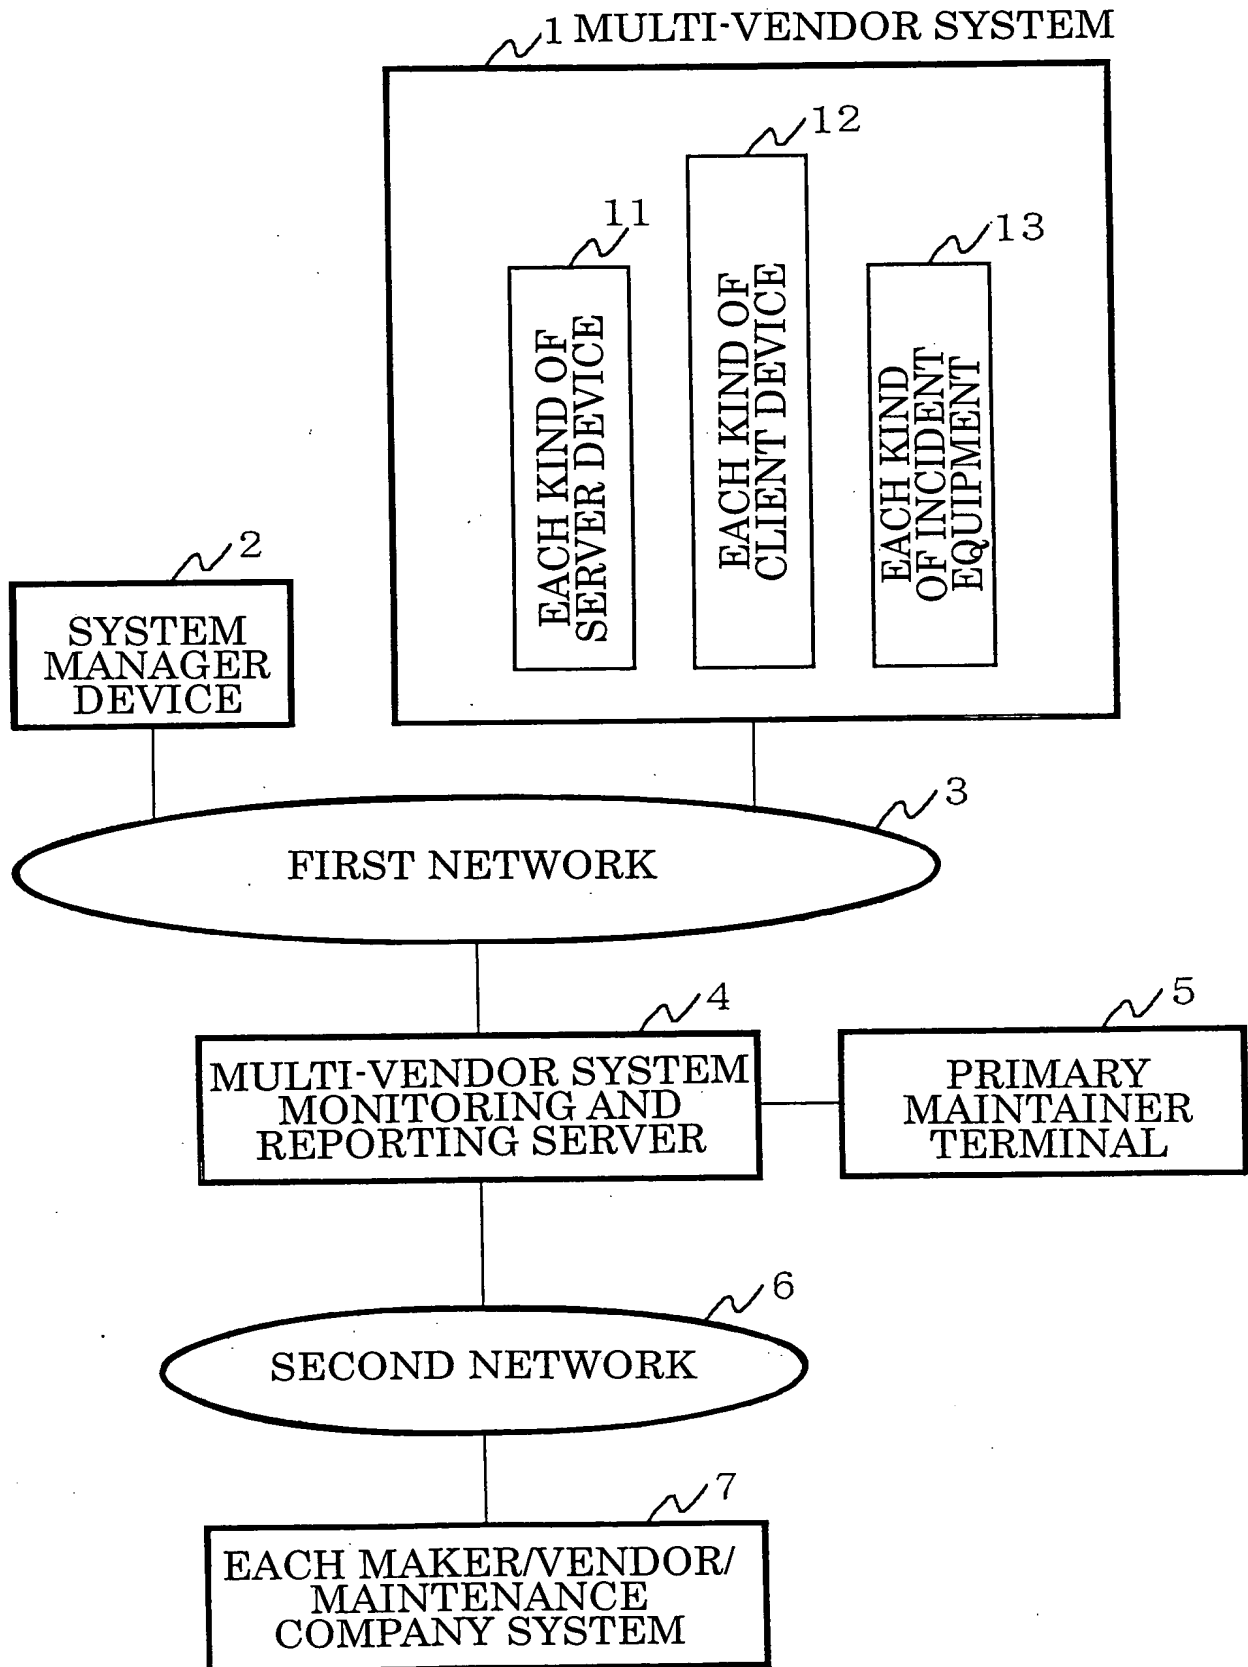 1 MULTI-VENDOR SYSTEM
12
11
13
EACH KIND OF
SERVER DEVICE
EACH KIND OF
CLIENT DEVICE
EACH KIND
OF INCIDENT
EQUIPMENT
2
SYSTEM
MANAGER
DEVICE
3
FIRST NETWORK
4
MULTI-VENDOR SYSTEM
MONITORING AND
REPORTING SERVER
5
PRIMARY
MAINTAINER
TERMINAL
6
SECOND NETWORK
7
EACH MAKER/VENDOR/
MAINTENANCE
COMPANY SYSTEM